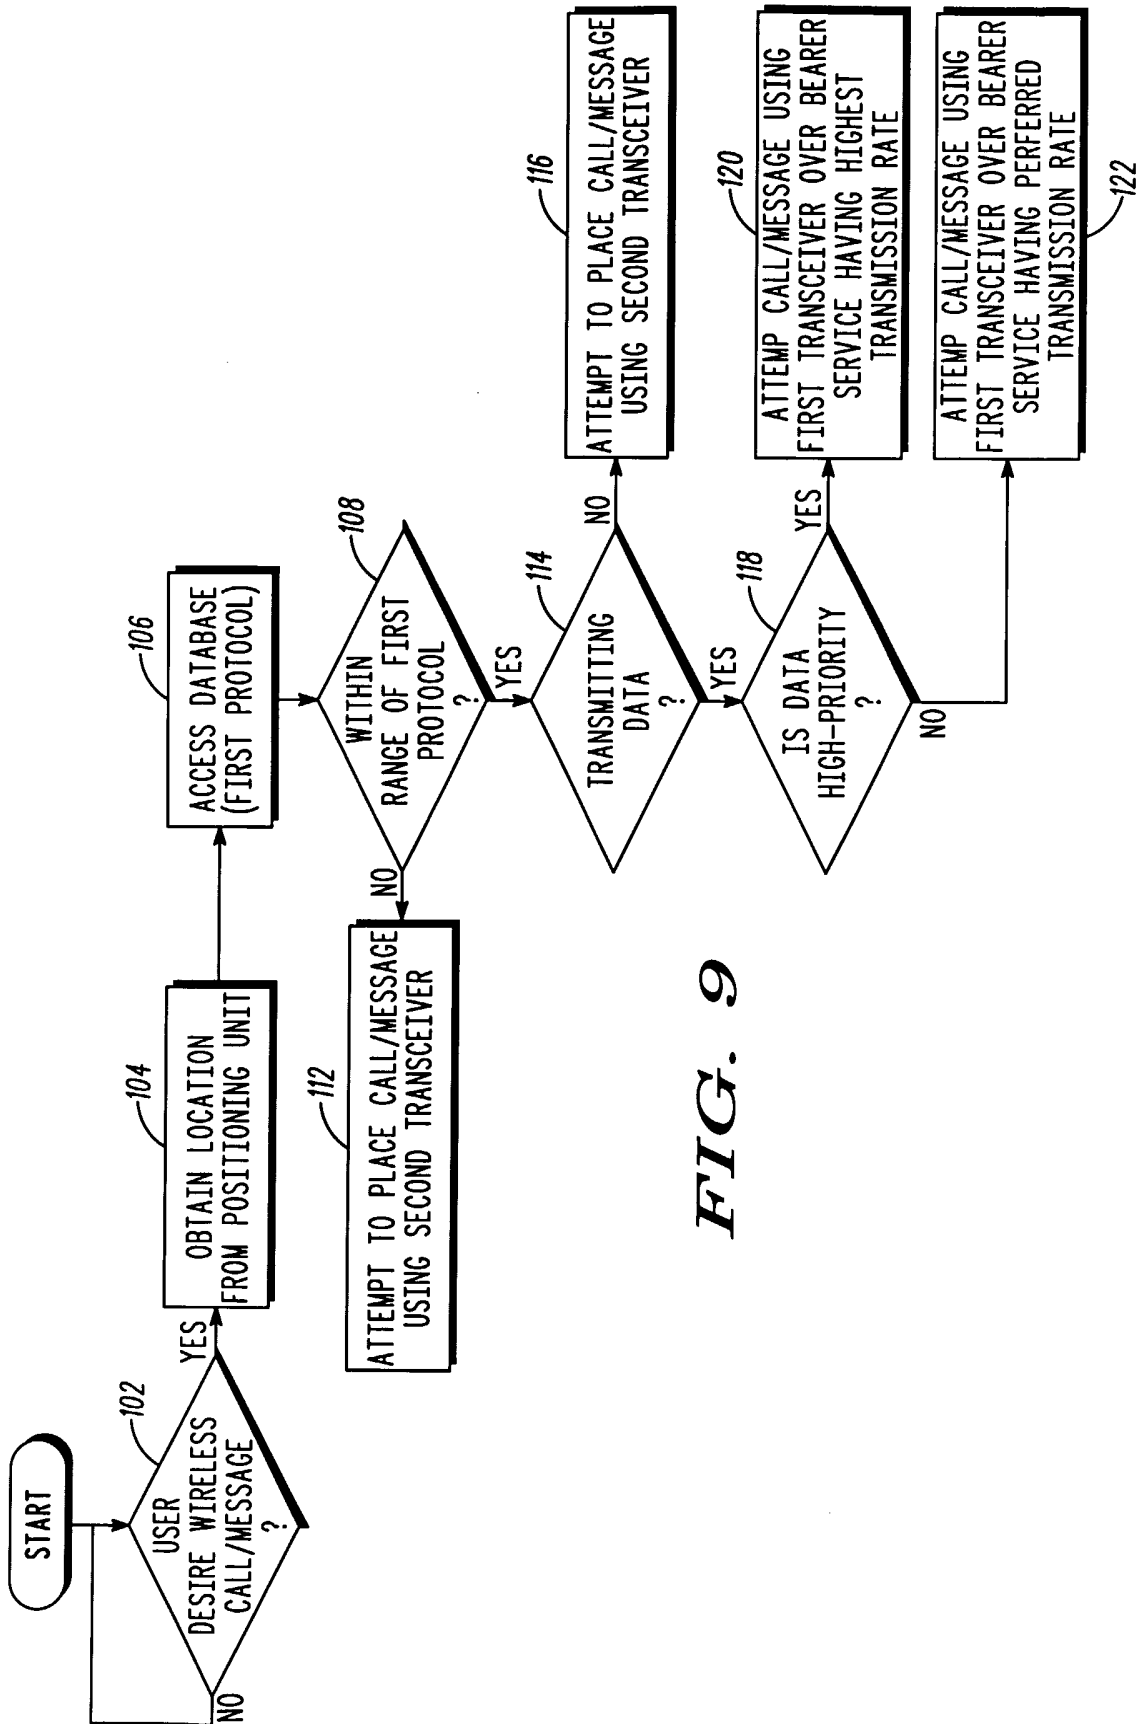 START
102
USER
DESIRE WIRELESS
CALL/MESSAGE
?
NO
YES
104
OBTAIN LOCATION
FROM POSITIONING UNIT
106
ACCESS DATABASE
(FIRST PROTOCOL)
108
WITHIN
RANGE OF FIRST
PROTOCOL
?
NO
YES
112
ATTEMPT TO PLACE CALL/MESSAGE
USING SECOND TRANSCEIVER
114
TRANSMITTING
DATA
?
NO
YES
116
ATTEMPT TO PLACE CALL/MESSAGE
USING SECOND TRANSCEIVER
118
IS DATA
HIGH-PRIORITY
?
YES
NO
120
ATTEMP CALL/MESSAGE USING
FIRST TRANSCEIVER OVER BEARER
SERVICE HAVING HIGHEST
TRANSMISSION RATE
ATTEMP CALL/MESSAGE USING
FIRST TRANSCEIVER OVER BEARER
SERVICE HAVING PERFERRED
TRANSMISSION RATE
122
FIG. 9